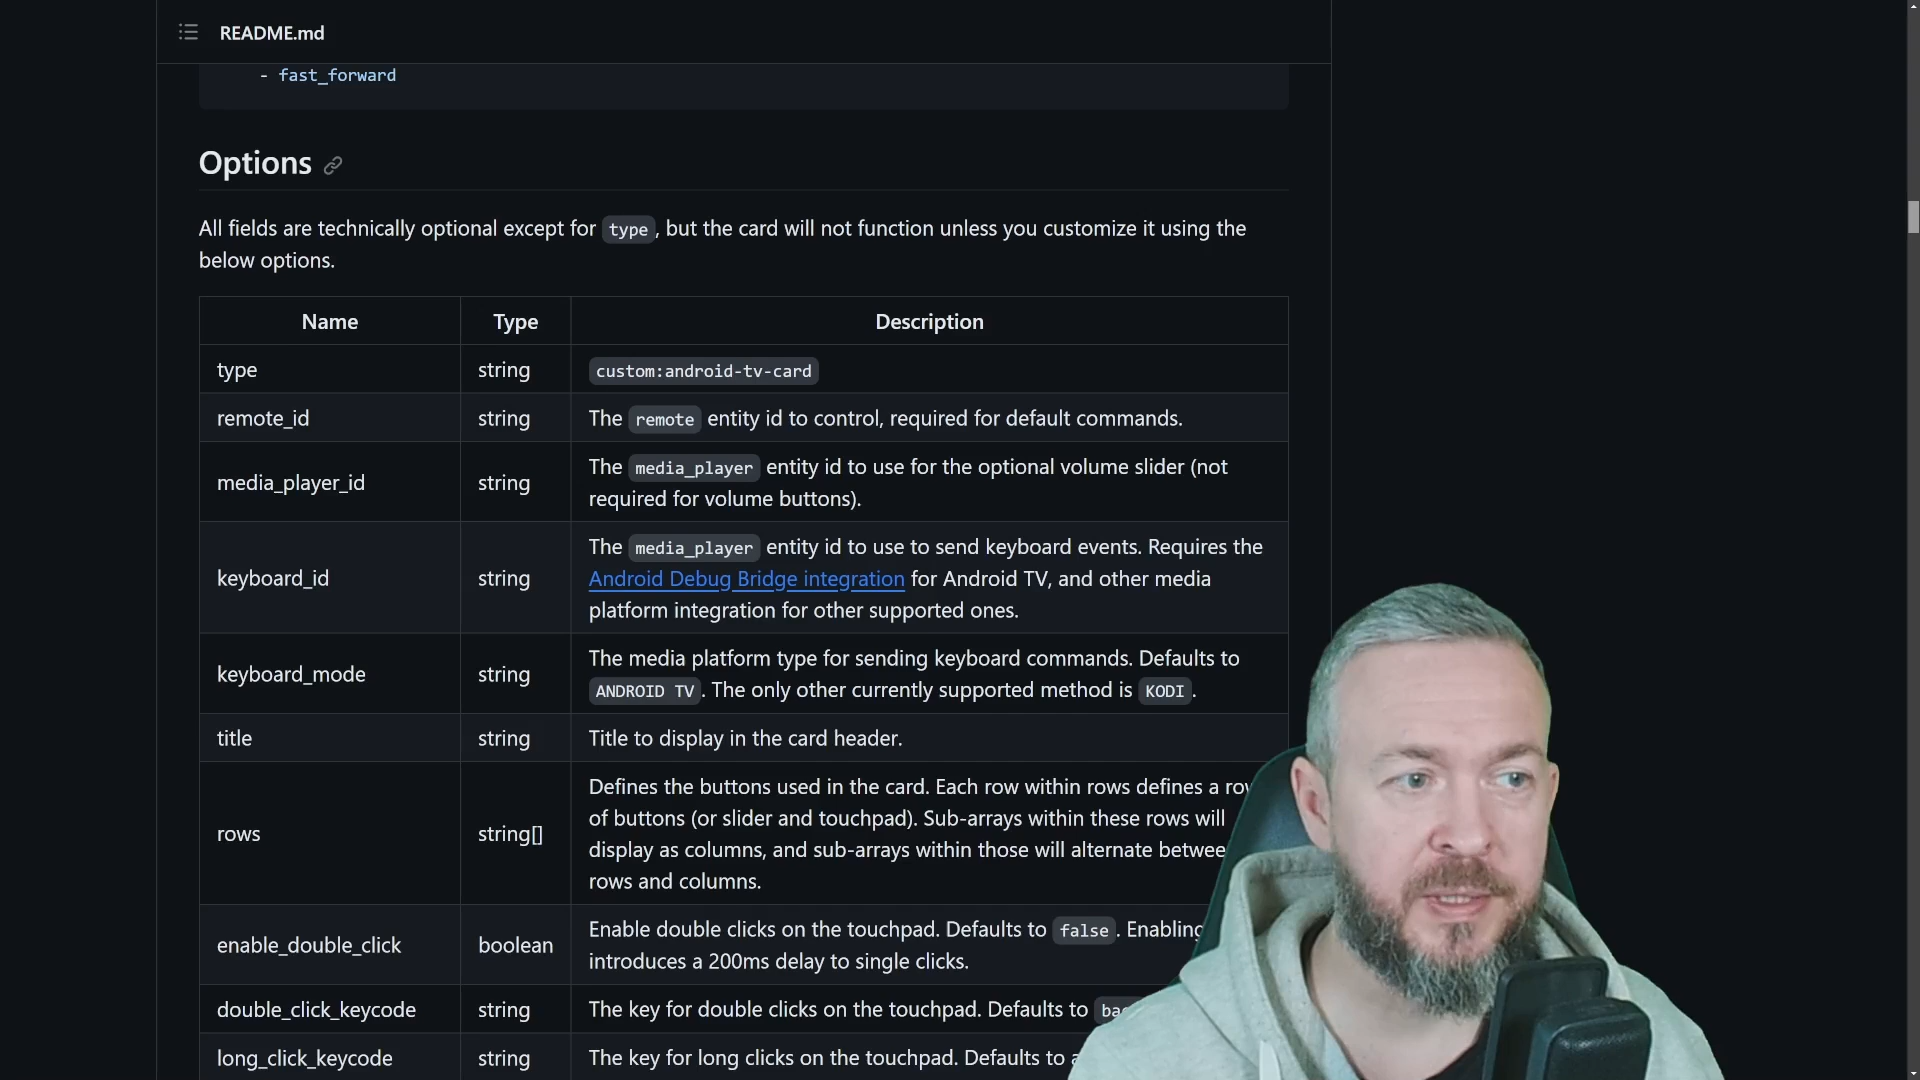 README.md
- fast_forward
Options
All fields are technically optional except for type, but the card will not function unless you customize it using the
below options.
Name Type Description
type string custom:android-tv-card
remote_id string The remote entity id to control, required for default commands.
media_player_id string The media_player entity id to use for the optional volume slider (not
required for volume buttons).
keyboard_id string The media_player entity id to use to send keyboard events. Requires the
Android Debug Bridge integration for Android TV, and other media
platform integration for other supported ones.
keyboard_mode string The media platform type for sending keyboard commands. Defaults to
ANDROID TV. The only other currently supported method is KODI.
title string Title to display in the card header.
rows string[] Defines the buttons used in the card. Each row within rows defines a
of buttons (or slider and touchpad). Sub-arrays within these rows will
display as columns, and sub-arrays within those will alternate
rows and columns.
enable_double_click boolean Enable double clicks on the touchpad. Defaults to false. Enabling
introduces a 200ms delay to single clicks.
double_click_keycode string The key for double clicks on the touchpad. Defaults to
long_click_keycode string The key for long clicks on the touchpad. Defaults to